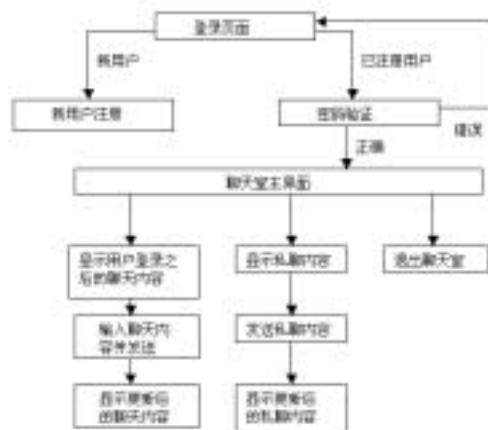 登录页面
新用户
已注册用户
新用户注册
密码验证
错误
正确
聊天室主界面
显示用户登录之
后的聊天内容
显示私聊内容
退出聊天室
输入聊天内
容并发送
发送私聊内容
显示更新后
的聊天内容
显示更新后
的私聊内容